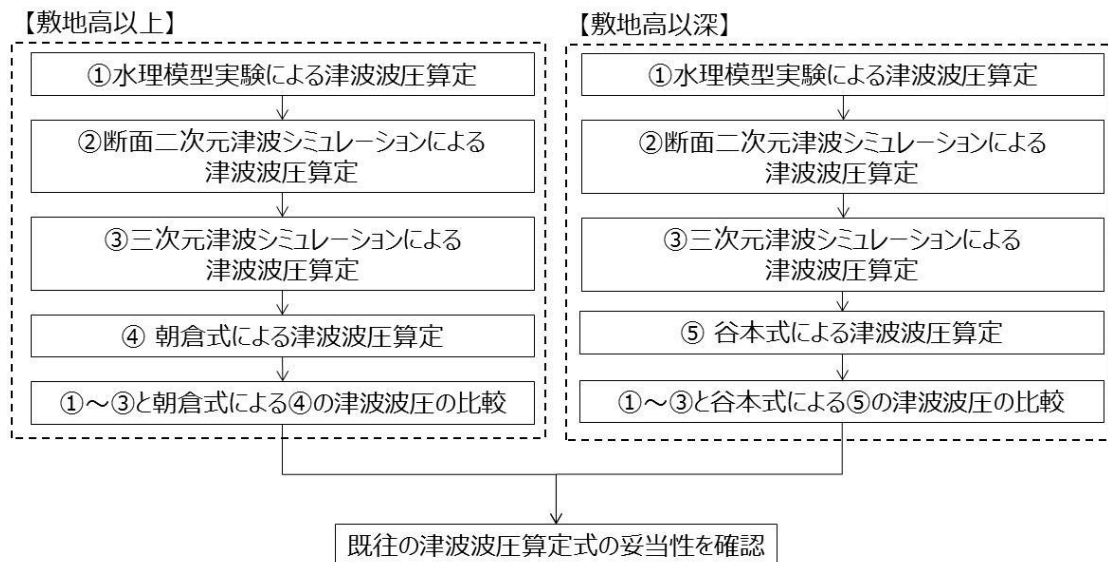 【敷地高以上】
①水理模型実験による津波波圧算定
②断面二次元津波シミュレーションによる
津波波圧算定
③三次元津波シミュレーションによる
津波波圧算定
④ 朝倉式による津波波圧算定
①～③と朝倉式による④の津波波圧の比較
【敷地高以深】
①水理模型実験による津波波圧算定
②断面二次元津波シミュレーションによる
津波波圧算定
③三次元津波シミュレーションによる
津波波圧算定
⑤ 谷本式による津波波圧算定
①～③と谷本式による⑤の津波波圧の比較
既往の津波波圧算定式の妥当性を確認